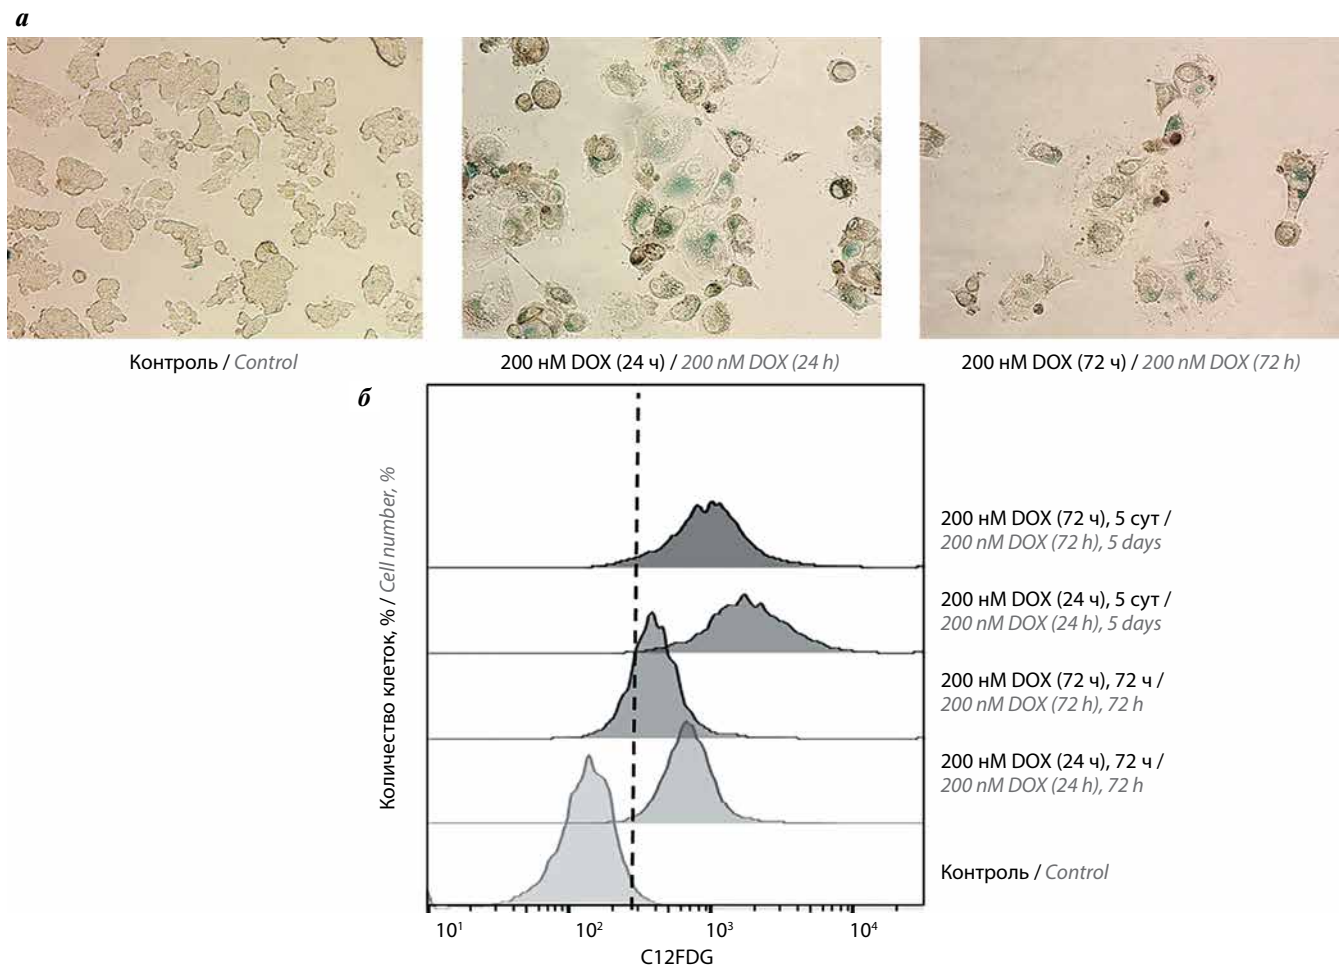 а
Контроль / Control
200 нМ DOX (24 ч) / 200 nM DOX (24 h)
200 нМ DOX (72 ч) / 200 nM DOX (72 h)
б
Количество клеток, % / Cell number, %
200 нМ DOX (72 ч), 5 сут /
200 nM DOX (72 h), 5 days
200 нМ DOX (24 ч), 5 сут /
200 nM DOX (24 h), 5 days
200 нМ DOX (72 ч), 72 ч /
200 nM DOX (72 h), 72 h
200 нМ DOX (24 ч), 72 ч /
200 nM DOX (24 h), 72 h
Контроль / Control
10¹ 10² 10³ 10⁴
C12FDG